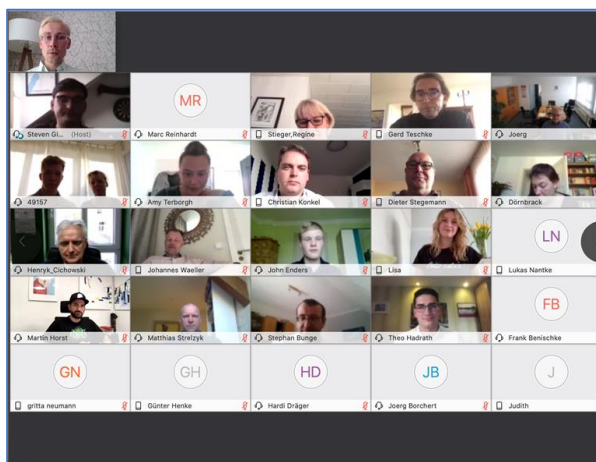 Steven Gi... (Host)
MR
Marc Reinhardt
Stieger,Regine
Gerd Teschke
Joerg
49157
Amy Terborgh
Christian Konkel
Dieter Stegemann
Dörnbrack
Henryk_Cichowski
Johannes Waeller
John Enders
Lisa
LN
Lukas Nantke
Martin Horst
Matthias Strelzyk
Stephan Bunge
Theo Hadrath
FB
Frank Benischke
GN
gritta neumann
GH
Günter Henke
HD
Hardi Dräger
JB
Joerg Borchert
J
Judith